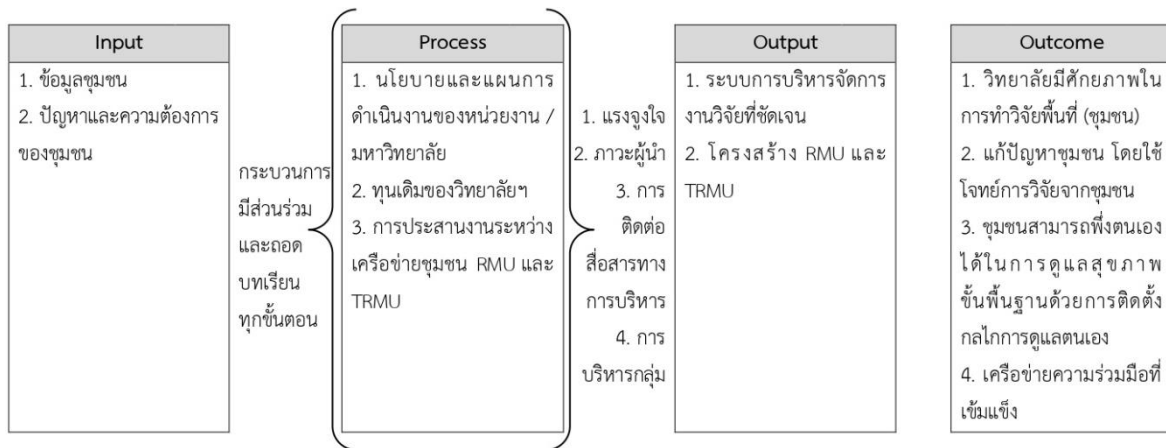 Input
1. ข้อมูลชุมชน
2. ปัญหาและความต้องการ
ของชุมชน
กระบวนการ
มีส่วนร่วม
และถอด
บทเรียน
ทุกขั้นตอน
Process
1. นโยบายและแผนการ
ดำเนินงานของหน่วยงาน /
มหาวิทยาลัย
2. ทุนเดิมของวิทยาลัยฯ
3. การประสานงานระหว่าง
เครือข่ายชุมชน RMU และ
TRMU
1. แรงจูงใจ
2. ภาวะผู้นำ
3. การ
ติดต่อ
สื่อสารทาง
การบริหาร
4. การ
บริหารกลุ่ม
Output
1. ระบบการบริหารจัดการ
งานวิจัยที่ชัดเจน
2. โครงสร้าง RMU และ
TRMU
Outcome
1. วิทยาลัยมีศักยภาพใน
การทำวิจัยพื้นที่ (ชุมชน)
2. แก้ปัญหาชุมชน โดยใช้
โจทย์การวิจัยจากชุมชน
3. ชุมชนสามารถพึ่งตนเอง
ได้ในการดูแลสุขภาพ
ขั้นพื้นฐานด้วยการติดตั้ง
กลไกการดูแลตนเอง
4. เครือข่ายความร่วมมือที่
เข้มแข็ง